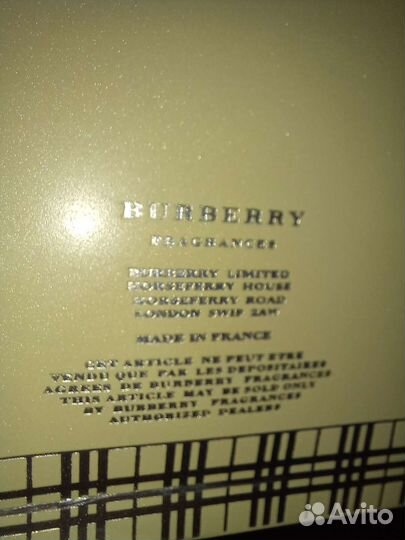 BURBERRY
FRAGRANCES
BURBERRY LIMITED
HORSEFERRY HOUSE
HORSEFERRY ROAD
LONDON SW1P 2AW
MADE IN FRANCE
CET ARTICLE NE PEUT ETRE
VENDU QUE PAR LES DEPOSITAIRES
AGREES DE BURBERRY FRAGRANCES
THIS ARTICLE MAY BE SOLD ONLY
BY BURBERRY FRAGRANCES
AUTHORIZED DEALERS
Avito